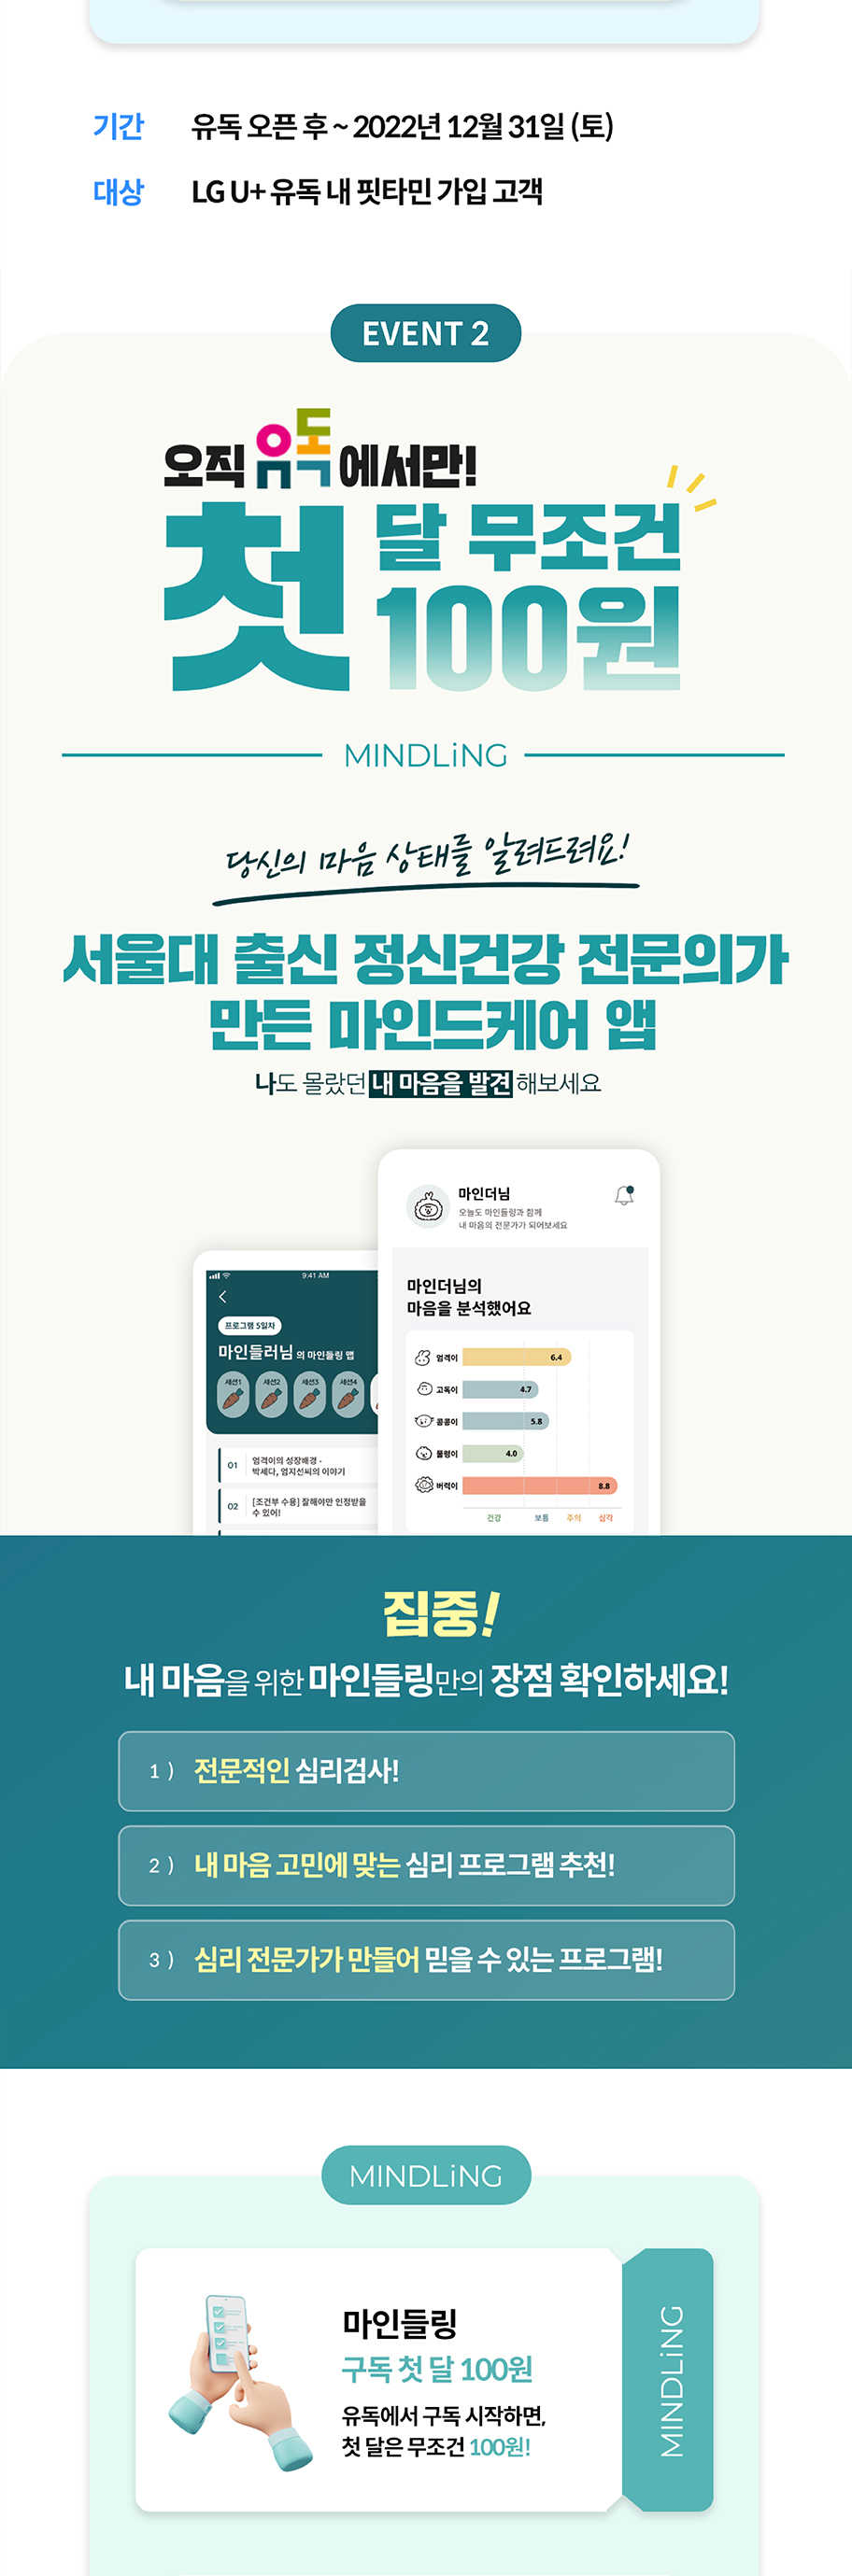 기간 유독 오픈 후 ~ 2022년 12월 31일 (토)
대상 LG U+ 유독 내 핏타민 가입 고객
EVENT 2
오직 유독에서만!
첫 달 무조건
100원
MINDLiNG
당신의 마음 상태를 알려드려요!
서울대 출신 정신건강 전문의가
만든 마인드케어 앱
나도 몰랐던 내 마음을 발견 해보세요
마인더님
오늘도 마인들링과 함께
내 마음의 전문가가 되어보세요
마인더님의
마음을 분석했어요
엄격이 6.4
고독이 4.7
콩콩이 5.8
물렁이 4.0
버럭이 8.8
건강 보통 주의 심각
9:41 AM
프로그램 5일차
마인들러님 의 마인들링 맵
세션1 세션2 세션3 세션4
01 엄격이의 성장배경 -
박세다, 엄지선씨의 이야기
02 [조건부 수용] 잘해야만 인정받을
수 있어!
집중!
내 마음을 위한 마인들링만의 장점 확인하세요!
1 ) 전문적인 심리검사!
2 ) 내 마음 고민에 맞는 심리 프로그램 추천!
3 ) 심리 전문가가 만들어 믿을 수 있는 프로그램!
MINDLiNG
마인들링
구독 첫 달 100원
유독에서 구독 시작하면,
첫 달은 무조건 100원!
MINDLiNG